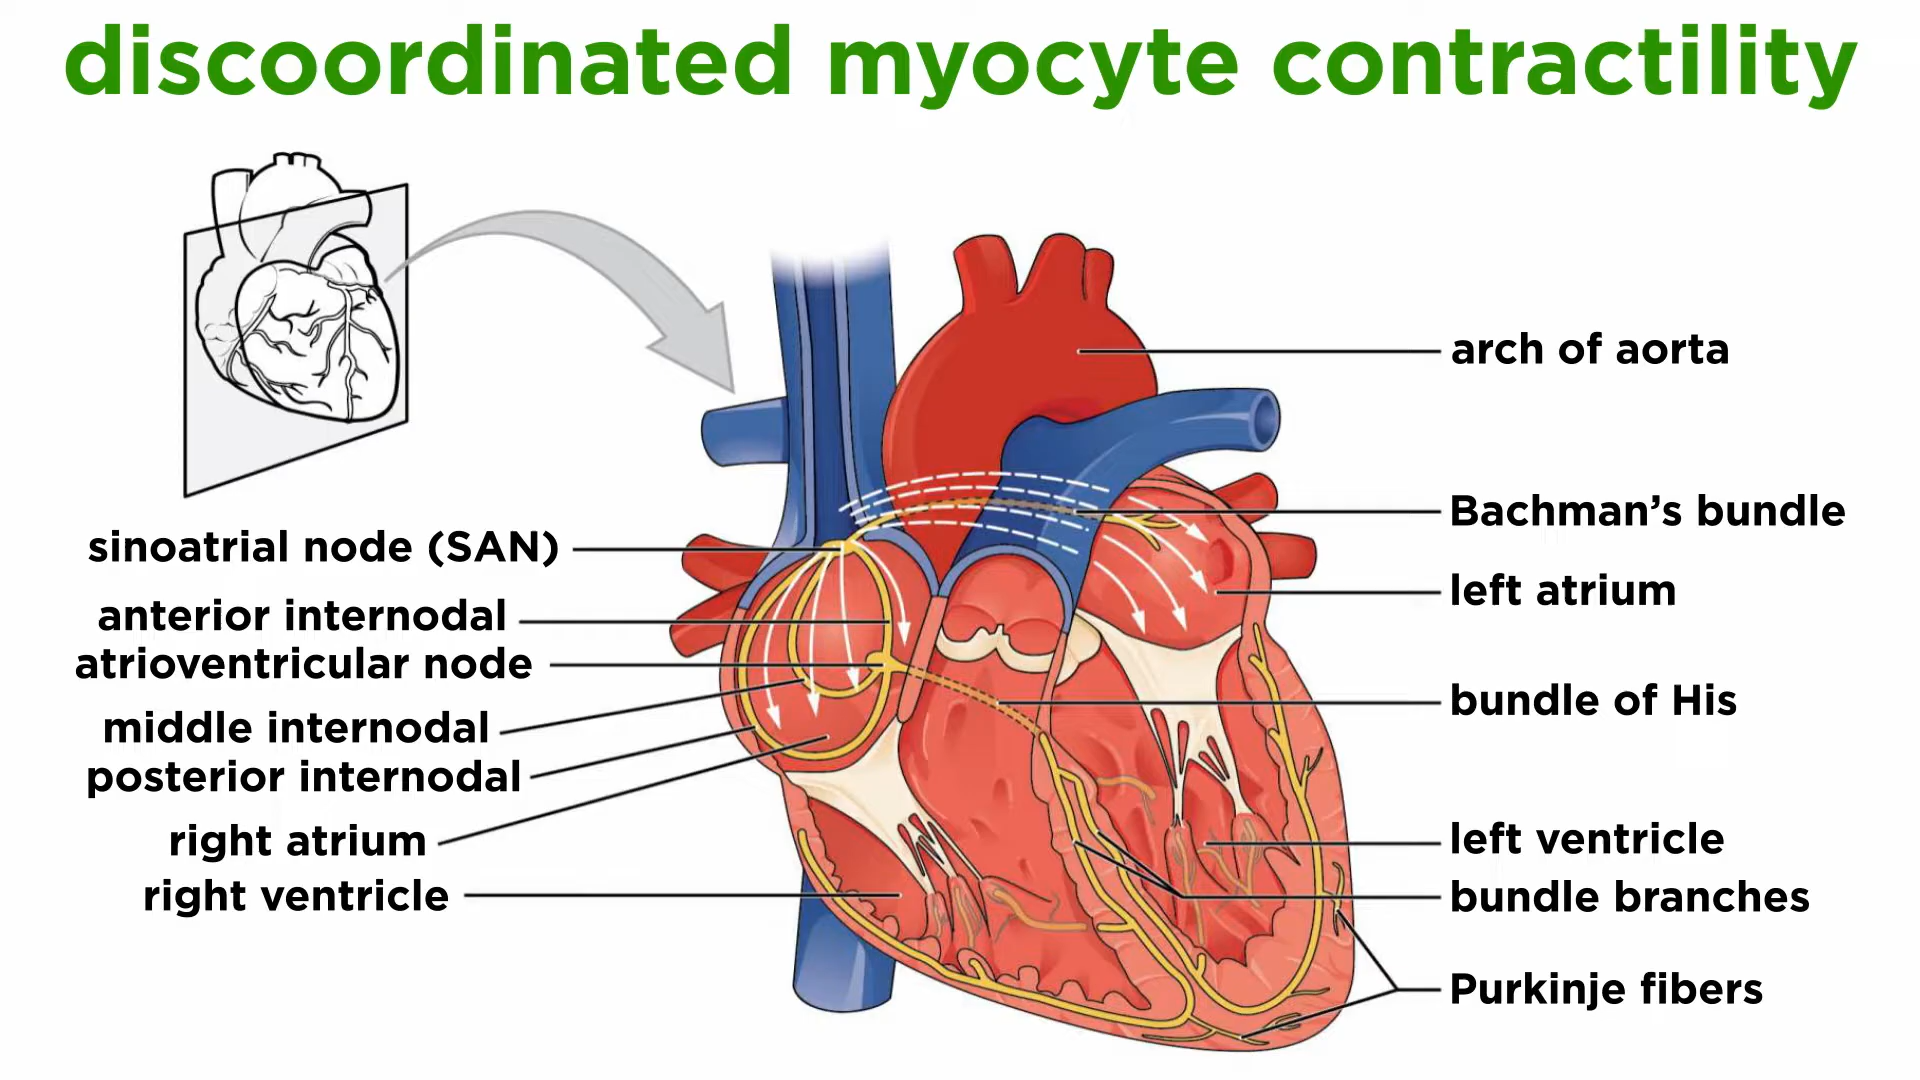 discoordinated myocyte contractility
sinoatrial node (SAN)
anterior internodal
atrioventricular node
middle internodal
posterior internodal
right atrium
right ventricle
arch of aorta
Bachman’s bundle
left atrium
bundle of His
left ventricle
bundle branches
Purkinje fibers